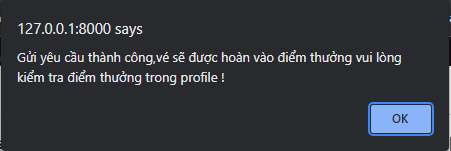 127.0.0.1:8000 says
Gửi yêu cầu thành công,vé sẽ được hoàn vào điểm thưởng vui lòng
kiểm tra điểm thưởng trong profile !
OK